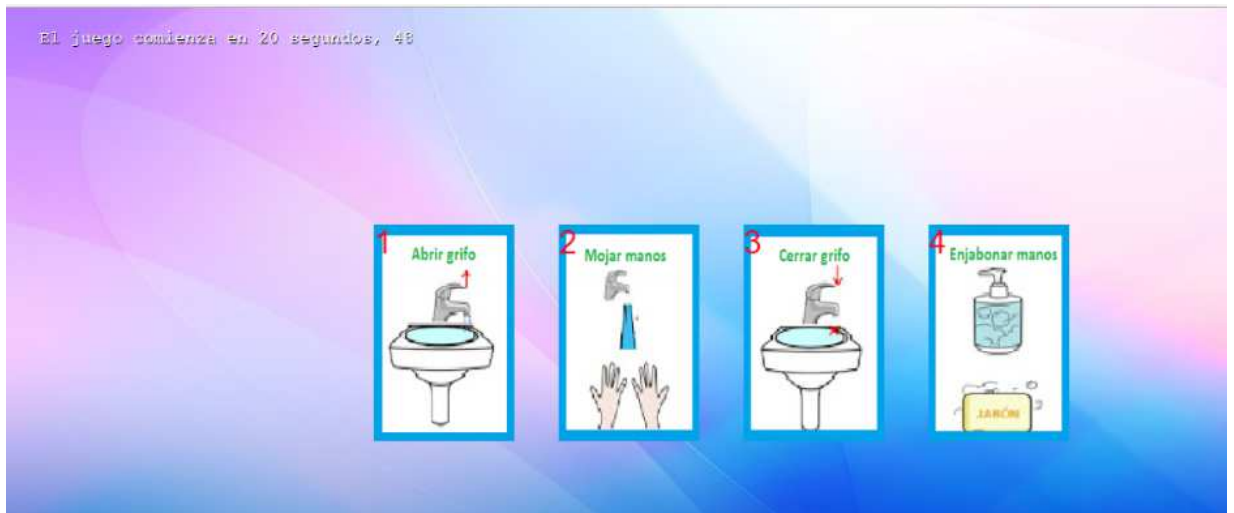 El juego comienza en 20 segundos, 48
1
Abrir grifo
2
Mojar manos
3
Cerrar grifo
4
Enjabonar manos
JABÓN